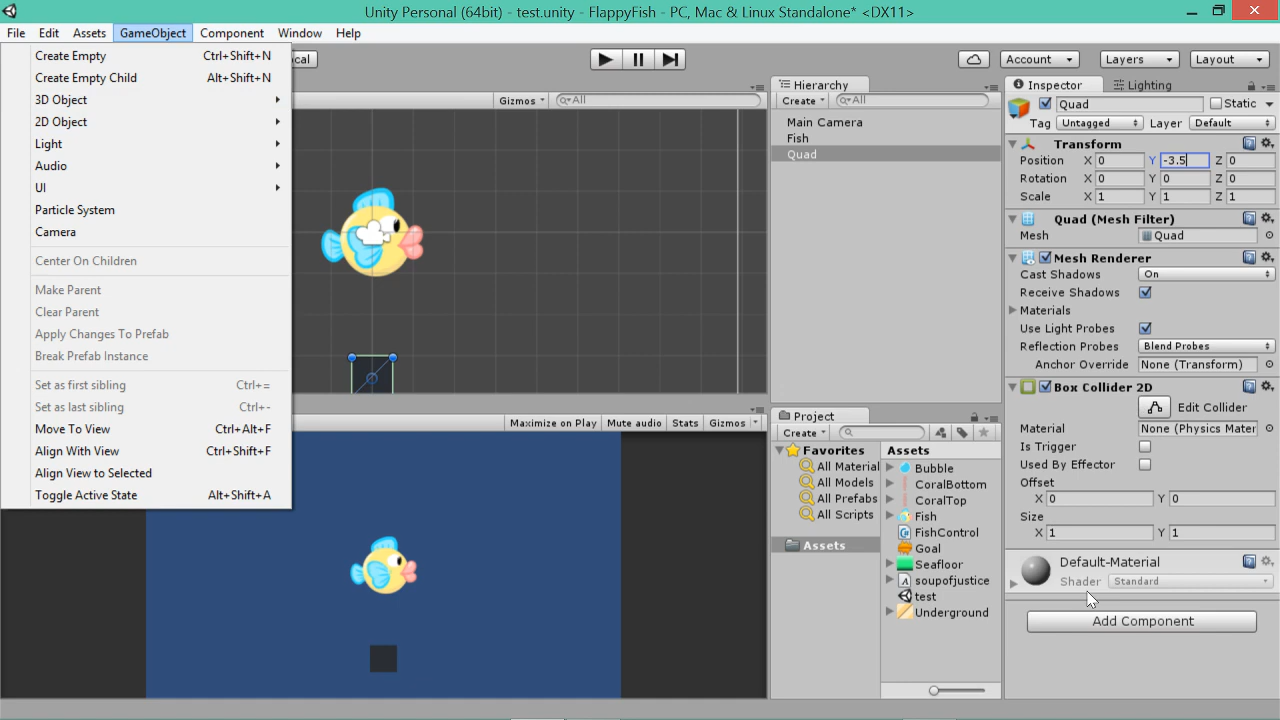 Unity Personal (64bit) - test.unity - FlappyFish - PC, Mac & Linux Standalone* <DX11>
File Edit Assets GameObject Component Window Help
Create Empty Ctrl+Shift+N
Create Empty Child Alt+Shift+N
3D Object
2D Object
Light
Audio
UI
Particle System
Camera
Center On Children
Make Parent
Clear Parent
Apply Changes To Prefab
Break Prefab Instance
Set as first sibling Ctrl+=
Set as last sibling Ctrl+-
Move To View Ctrl+Alt+F
Align With View Ctrl+Shift+F
Align View to Selected
Toggle Active State Alt+Shift+A
cal
Account Layers Layout
Gizmos All
Maximize on Play Mute audio Stats Gizmos
Hierarchy
Create All
Main Camera
Fish
Quad
Project
Create
Favorites
All Material
All Models
All Prefabs
All Scripts
Assets
Assets
Bubble
CoralBottom
CoralTop
Fish
FishControl
Goal
Seafloor
soupofjustice
test
Underground
Inspector Lighting
Quad Static
Tag Untagged Layer Default
Transform
Position X 0 Y -3.5 Z 0
Rotation X 0 Y 0 Z 0
Scale X 1 Y 1 Z 1
Quad (Mesh Filter)
Mesh Quad
Mesh Renderer
Cast Shadows On
Receive Shadows
Materials
Use Light Probes
Reflection Probes Blend Probes
Anchor Override None (Transform)
Box Collider 2D
Edit Collider
Material None (Physics Mater
Is Trigger
Used By Effector
Offset
X 0 Y 0
Size
X 1 Y 1
Default-Material
Shader Standard
Add Component